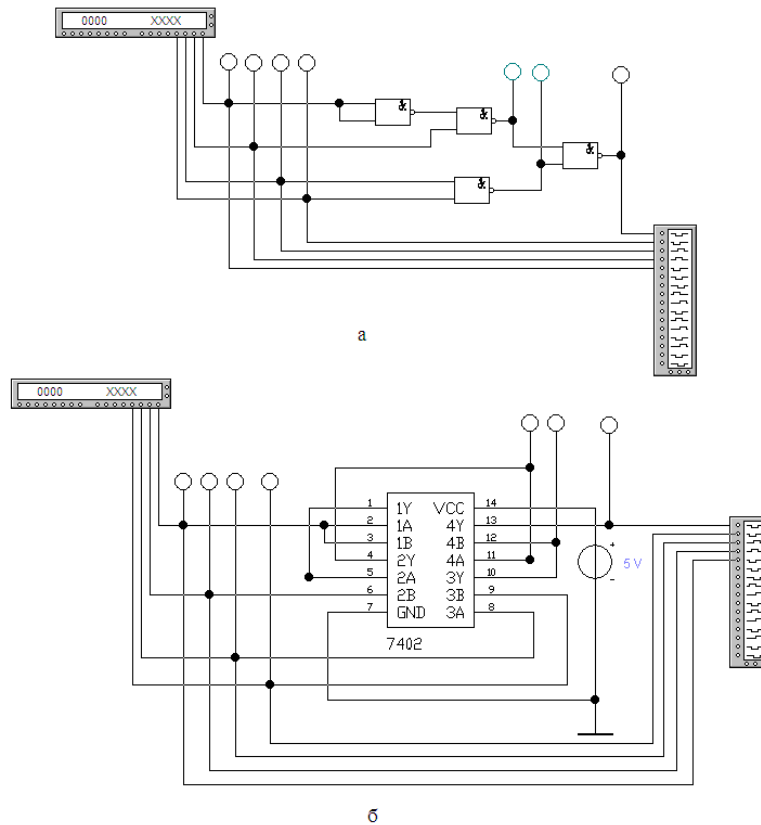 0000 XXXX
&
&
&
&
а
0000 XXXX
1 1Y VCC 14
2 1A 4Y 13
3 1B 4B 12
4 2Y 4A 11
5 2A 3Y 10
6 2B 3B 9
7 GND 3A 8
7402
+
5 V
-
б